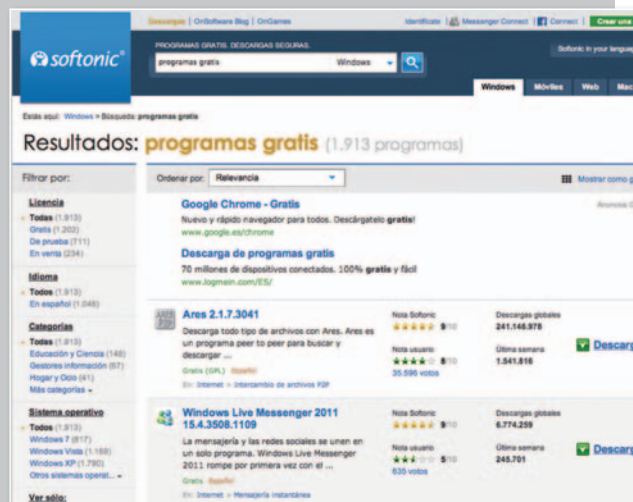 Descargas | OnSoftware Blog | OnGames
Identifícate | Messenger Connect | Connect | Crear una
softonic
PROGRAMAS GRATIS. DESCARGAS SEGURAS.
programas gratis Windows
Softonic in your language
Windows Móviles Web Mac
Estás aquí: Windows > Búsqueda: programas gratis
Resultados: programas gratis (1.913 programas)
Filtrar por:
Ordenar por: Relevancia
Mostrar como
Licencia
Todas (1.913)
Gratis (1.202)
De prueba (711)
En venta (234)
Idioma
Todos (1.913)
En español (1.046)
Categorías
Todas (1.913)
Educación y Ciencia (148)
Gestores información (87)
Hogar y Ocio (41)
Más categorías
Sistema operativo
Todos (1.913)
Windows 7 (817)
Windows Vista (1.189)
Windows XP (1.790)
Otros sistemas operat...
Ver sólo:
Google Chrome - Gratis
Anuncios
Nuevo y rápido navegador para todos. Descárgatelo gratis!
www.google.es/chrome
Descarga de programas gratis
70 millones de dispositivos conectados. 100% gratis y fácil
www.logmein.com/ES/
Ares 2.1.7.3041
Descarga todo tipo de archivos con Ares. Ares es
un programa peer to peer para buscar y
descargar ...
Gratis (GPL) Español
En: Internet > Intercambio de archivos P2P
Nota Softonic
9/10
Nota usuario
8/10
35.596 votos
Descargas globales
241.146.978
Última semana
1.541.816
Descarg
Windows Live Messenger 2011
15.4.3508.1109
La mensajería y las redes sociales se unen en
un solo programa. Windows Live Messenger
2011 rompe por primera vez con el ...
Gratis Español
En: Internet > Mensajería instantánea
Nota Softonic
9/10
Nota usuario
5/10
635 votos
Descargas globales
6.774.259
Última semana
245.701
Descarg